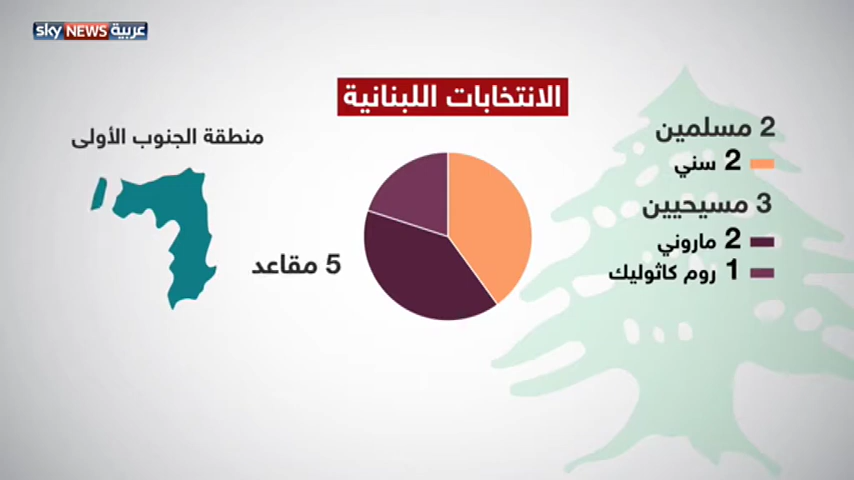 sky NEWS عربية
الانتخابات اللبنانية
2 مسلمين
2 سني
3 مسيحيين
2 ماروني
1 روم كاثوليك
منطقة الجنوب الأولى
5 مقاعد